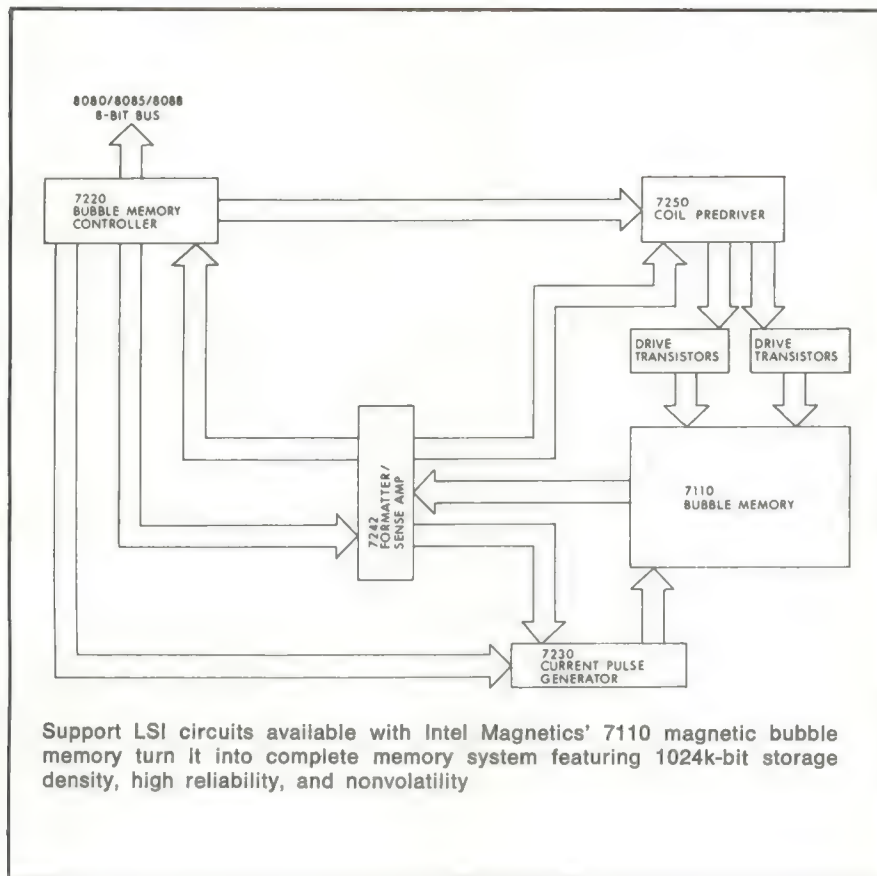 8080/8085/8088
8-BIT BUS
7220
BUBBLE MEMORY
CONTROLLER
7250
COIL PREDRIVER
DRIVE
TRANSISTORS
DRIVE
TRANSISTORS
7242
FORMATTER/
SENSE AMP
7110
BUBBLE MEMORY
7230
CURRENT PULSE
GENERATOR
Support LSI circuits available with Intel Magnetics' 7110 magnetic bubble
memory turn it into complete memory system featuring 1024k-bit storage
density, high reliability, and nonvolatility